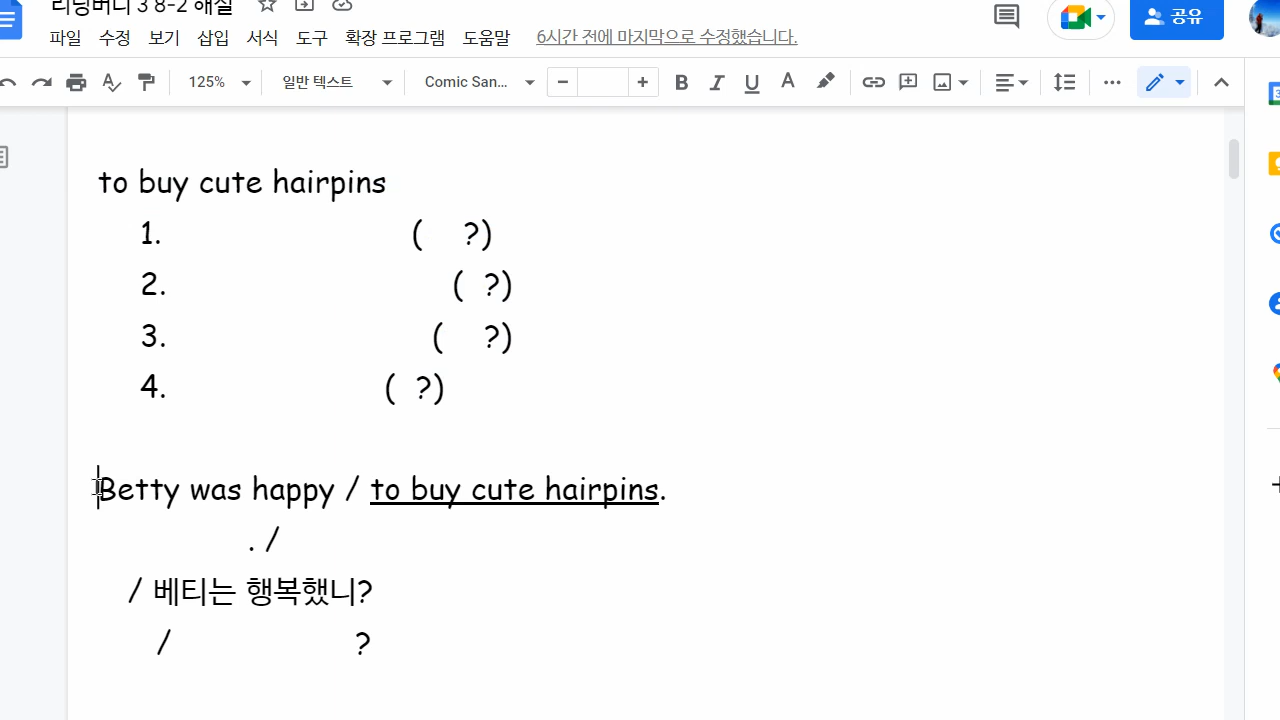 리딩버디 3 8-2 해설
파일 수정 보기 삽입 서식 도구 확장 프로그램 도움말 6시간 전에 마지막으로 수정했습니다.
공유
125% 일반 텍스트 Comic San... − + B I U A
to buy cute hairpins
1. ( ?)
2. ( ?)
3. ( ?)
4. ( ?)
Betty was happy / to buy cute hairpins.
. /
/ 베티는 행복했니?
/ ?